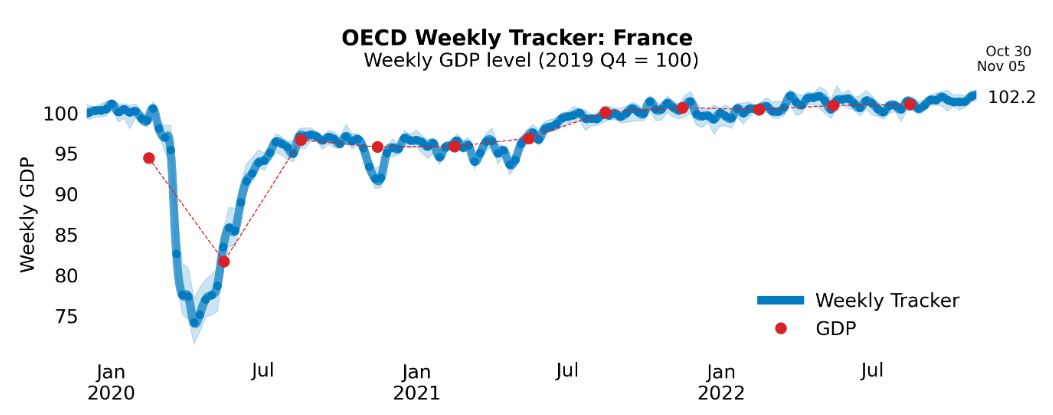 OECD Weekly Tracker: France
Weekly GDP level (2019 Q4 = 100)
Oct 30
Nov 05
102.2
Weekly GDP
100
95
90
85
80
75
Weekly Tracker
GDP
Jan
2020
Jul
Jan
2021
Jul
Jan
2022
Jul